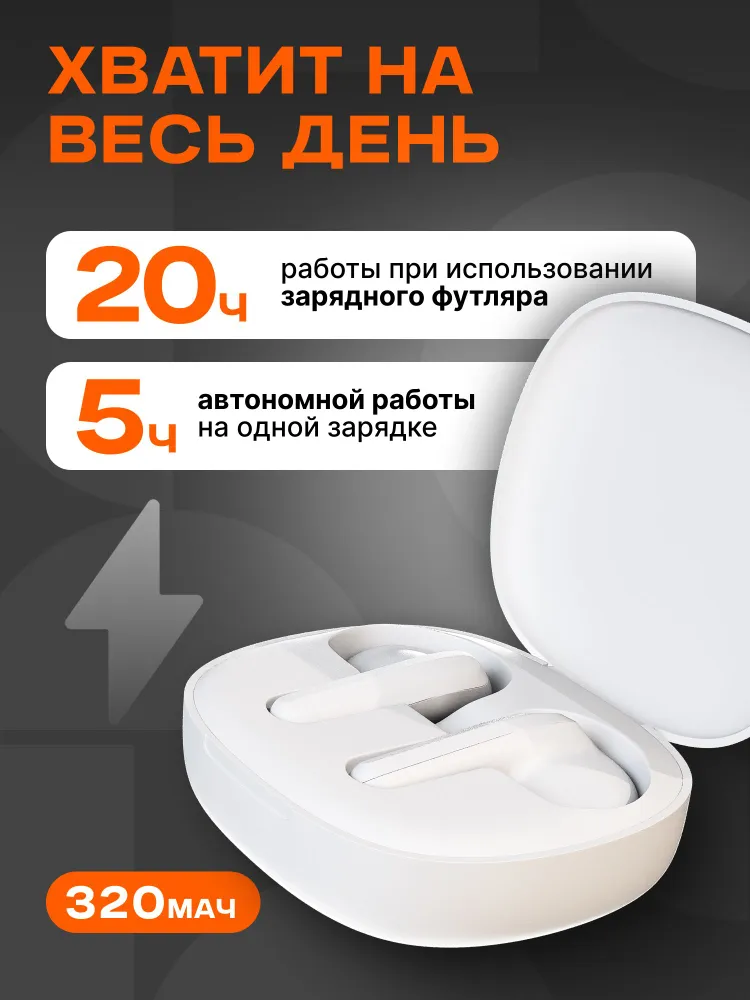 ХВАТИТ НА
ВЕСЬ ДЕНЬ
20ч
работы при использовании
зарядного футляра
5ч
автономной работы
на одной зарядке
320МАЧ